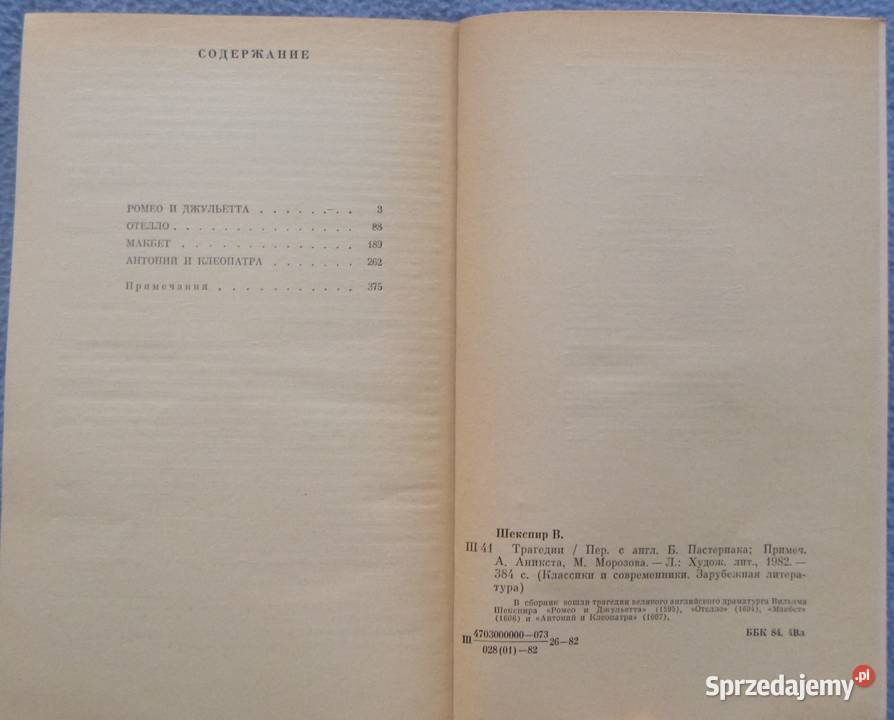 СОДЕРЖАНИЕ
РОМЕО И ДЖУЛЬЕТТА . . . . . . . 3
ОТЕЛЛО . . . . . . . . . . . . . . 88
МАКБЕТ . . . . . . . . . . . . . 189
АНТОНИЙ И КЛЕОПАТРА . . . . . . 262
Примечания . . . . . . . . . . . 375
Шекспир В.
Ш 41 Трагедии / Пер. с англ. Б. Пастернака; Примеч.
А. Аникста, М. Морозова. — Л.: Худож. лит., 1982. —
384 с. (Классики и современники. Зарубежная литера-
тура)
В сборник вошли трагедии великого английского драматурга Вильяма
Шекспира «Ромео и Джульетта» (1595), «Отелло» (1604), «Макбет»
(1606) и «Антоний и Клеопатра» (1607).
Ш 4703000000—073 26—82
028(01)—82
ББК 84. 4Вл
Sprzedajemy.pl